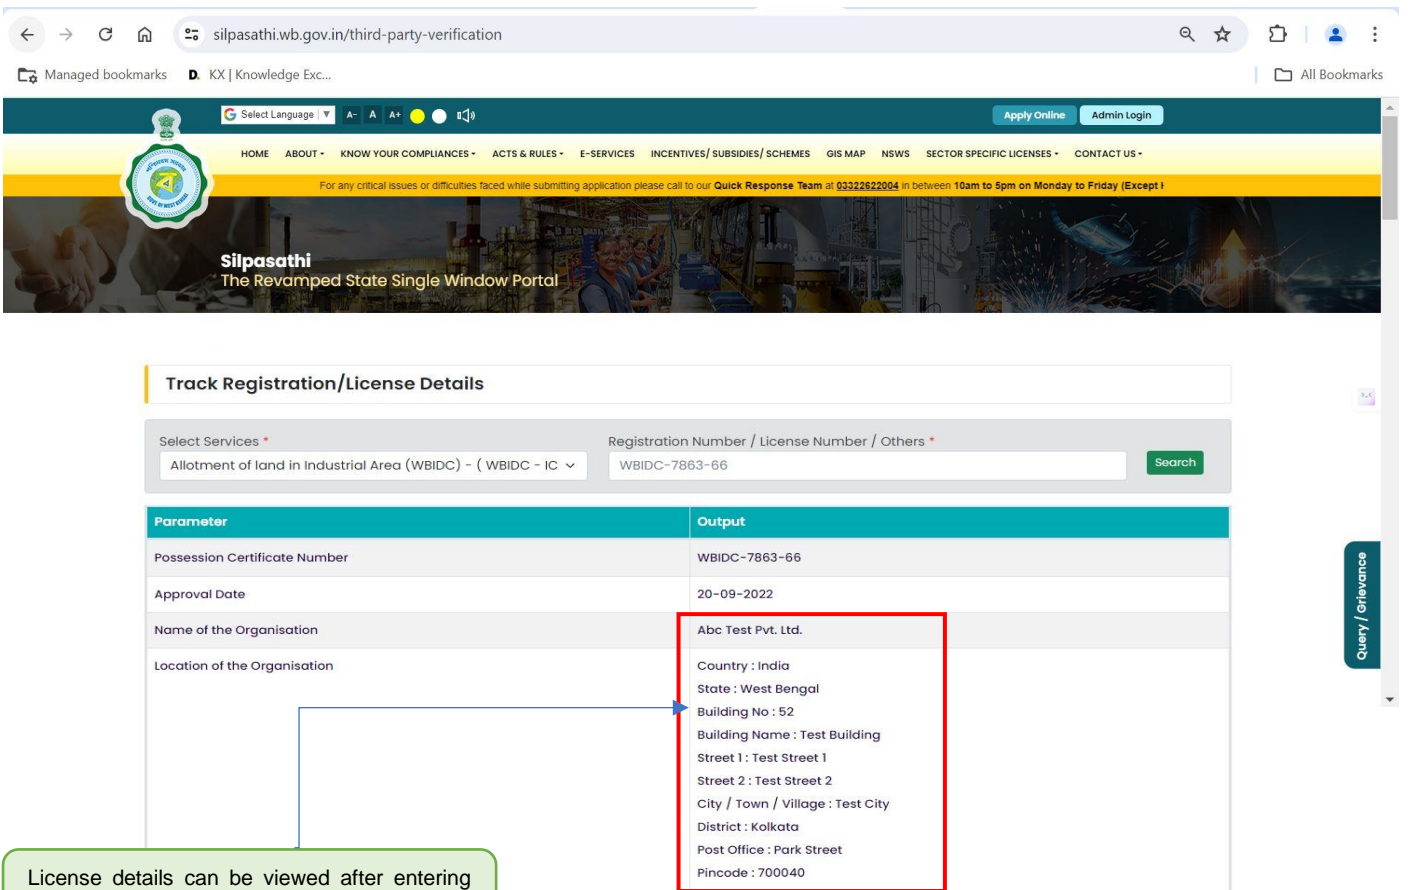 silpasathi.wb.gov.in/third-party-verification
Managed bookmarks D. KX | Knowledge Exc... All Bookmarks
Select Language ▼ A- A A+ Apply Online Admin Login
HOME ABOUT KNOW YOUR COMPLIANCES ACTS & RULES E-SERVICES INCENTIVES/ SUBSIDIES/ SCHEMES GIS MAP NSWS SECTOR SPECIFIC LICENSES CONTACT US
For any critical issues or difficulties faced while submitting application please call to our Quick Response Team at 03322622004 in between 10am to 5pm on Monday to Friday (Except
Silpasathi
The Revamped State Single Window Portal
Track Registration/License Details
Select Services * Registration Number / License Number / Others *
Allotment of land in Industrial Area (WBIDC) - ( WBIDC - IC WBIDC-7863-66 Search
Parameter Output
Possession Certificate Number WBIDC-7863-66
Approval Date 20-09-2022
Name of the Organisation Abc Test Pvt. Ltd.
Location of the Organisation Country : India
State : West Bengal
Building No : 52
Building Name : Test Building
Street 1 : Test Street 1
Street 2 : Test Street 2
City / Town / Village : Test City
District : Kolkata
Post Office : Park Street
Pincode : 700040
Query / Grievance
License details can be viewed after entering